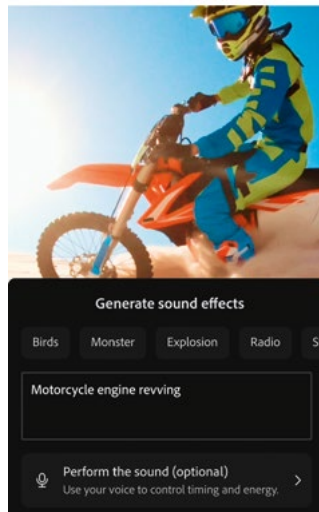 Generate sound effects
Birds Monster Explosion Radio S
Motorcycle engine revving
Perform the sound (optional)
Use your voice to control timing and energy.